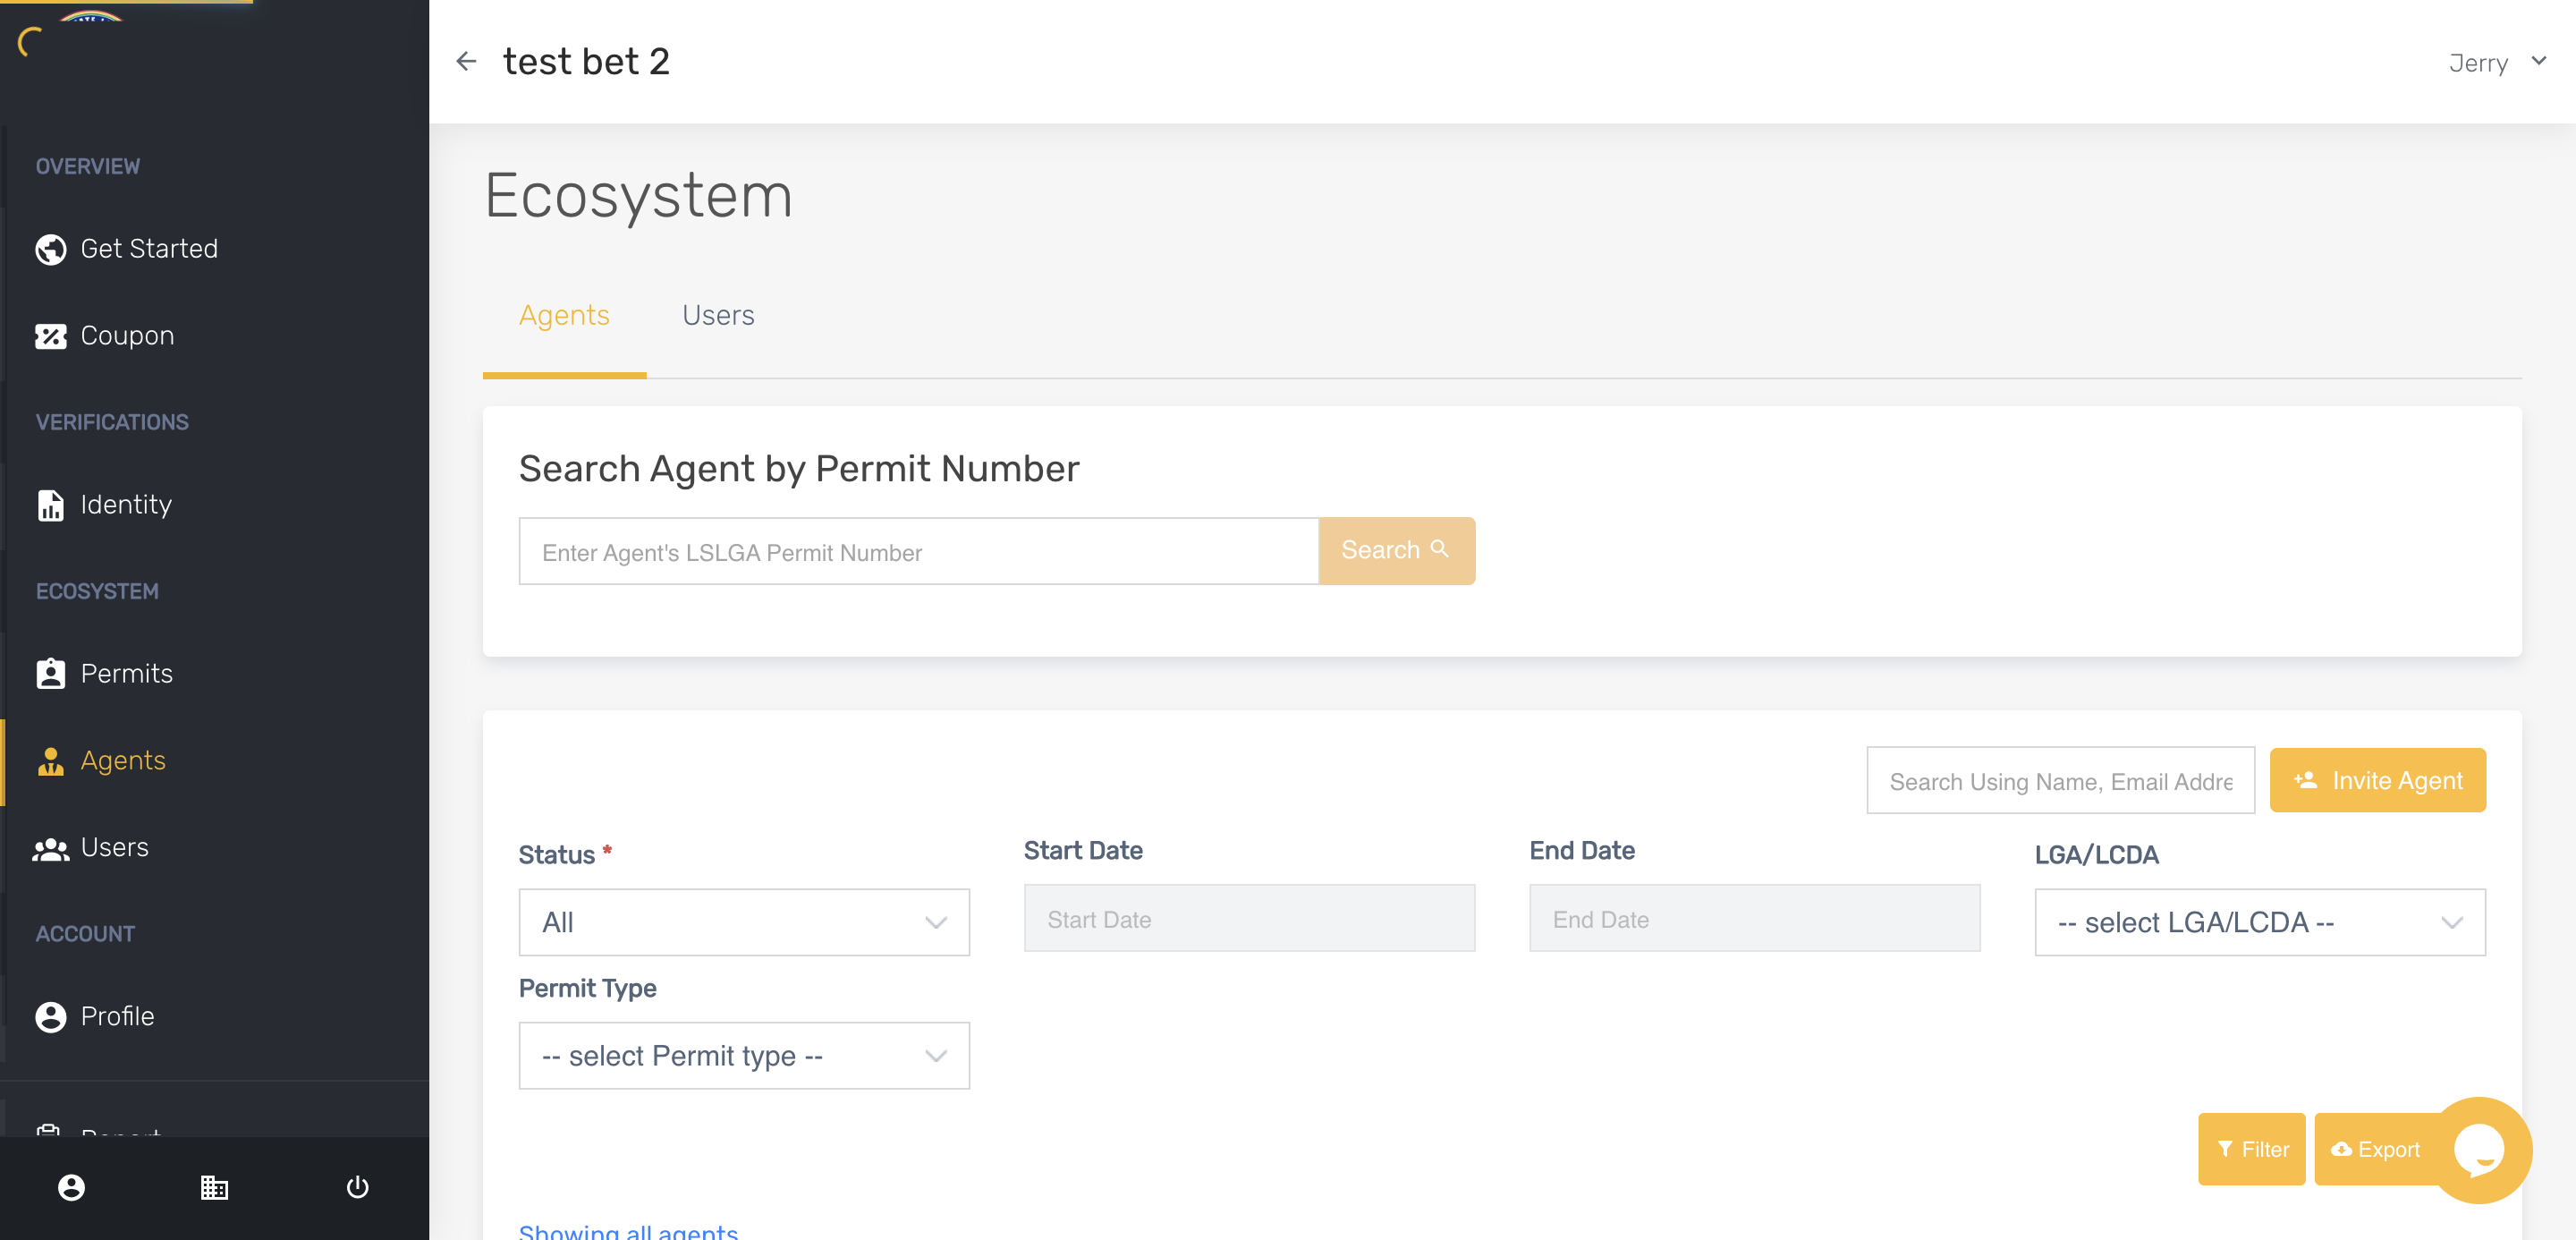 test bet 2
Jerry
OVERVIEW
Get Started
Coupon
VERIFICATIONS
Identity
ECOSYSTEM
Permits
Agents
Users
ACCOUNT
Profile
Ecosystem
Agents
Users
Search Agent by Permit Number
Enter Agent's LSLGA Permit Number
Search
Search Using Name, Email Addre
Invite Agent
Status *
Start Date
End Date
LGA/LCDA
All
Start Date
End Date
-- select LGA/LCDA --
Permit Type
-- select Permit type --
Filter
Export
Showing all agents